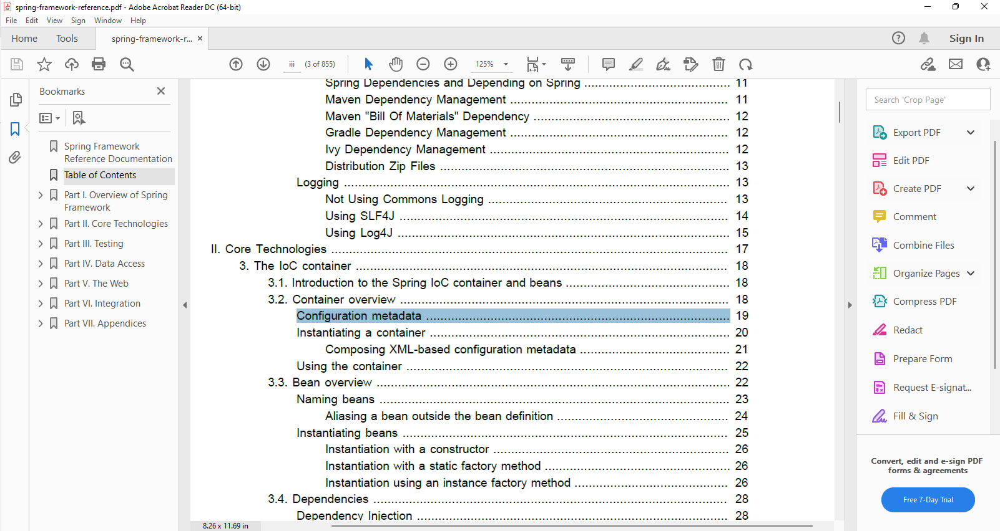 spring-framework-reference.pdf - Adobe Acrobat Reader DC (64-bit)
File Edit View Sign Window Help
Home Tools spring-framework-r... × Sign In
iii (3 of 855) 125%
Bookmarks
Spring Framework
Reference Documentation
Table of Contents
Part I. Overview of Spring
Framework
Part II. Core Technologies
Part III. Testing
Part IV. Data Access
Part V. The Web
Part VI. Integration
Part VII. Appendices
Spring Dependencies and Depending on Spring ........ 11
Maven Dependency Management ........ 11
Maven "Bill Of Materials" Dependency ........ 12
Gradle Dependency Management ........ 12
Ivy Dependency Management ........ 12
Distribution Zip Files ........ 13
Logging ........ 13
Not Using Commons Logging ........ 13
Using SLF4J ........ 14
Using Log4J ........ 15
II. Core Technologies ........ 17
3. The IoC container ........ 18
3.1. Introduction to the Spring IoC container and beans ........ 18
3.2. Container overview ........ 18
Configuration metadata ........ 19
Instantiating a container ........ 20
Composing XML-based configuration metadata ........ 21
Using the container ........ 22
3.3. Bean overview ........ 22
Naming beans ........ 23
Aliasing a bean outside the bean definition ........ 24
Instantiating beans ........ 25
Instantiation with a constructor ........ 26
Instantiation with a static factory method ........ 26
Instantiation using an instance factory method ........ 26
3.4. Dependencies ........ 28
Dependency Injection ........ 28
8.26 x 11.69 in
Search 'Crop Page'
Export PDF
Edit PDF
Create PDF
Comment
Combine Files
Organize Pages
Compress PDF
Redact
Prepare Form
Request E-signat...
Fill & Sign
Convert, edit and e-sign PDF
forms & agreements
Free 7-Day Trial